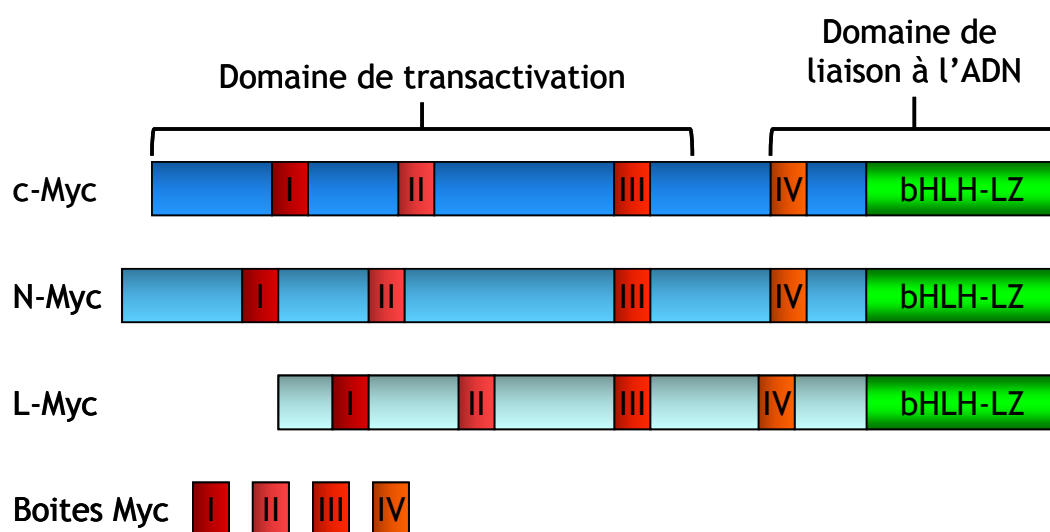 Domaine de transactivation
Domaine de
liaison à l’ADN
c-Myc I II III IV bHLH-LZ
N-Myc I II III IV bHLH-LZ
L-Myc I II III IV bHLH-LZ
Boites Myc I II III IV